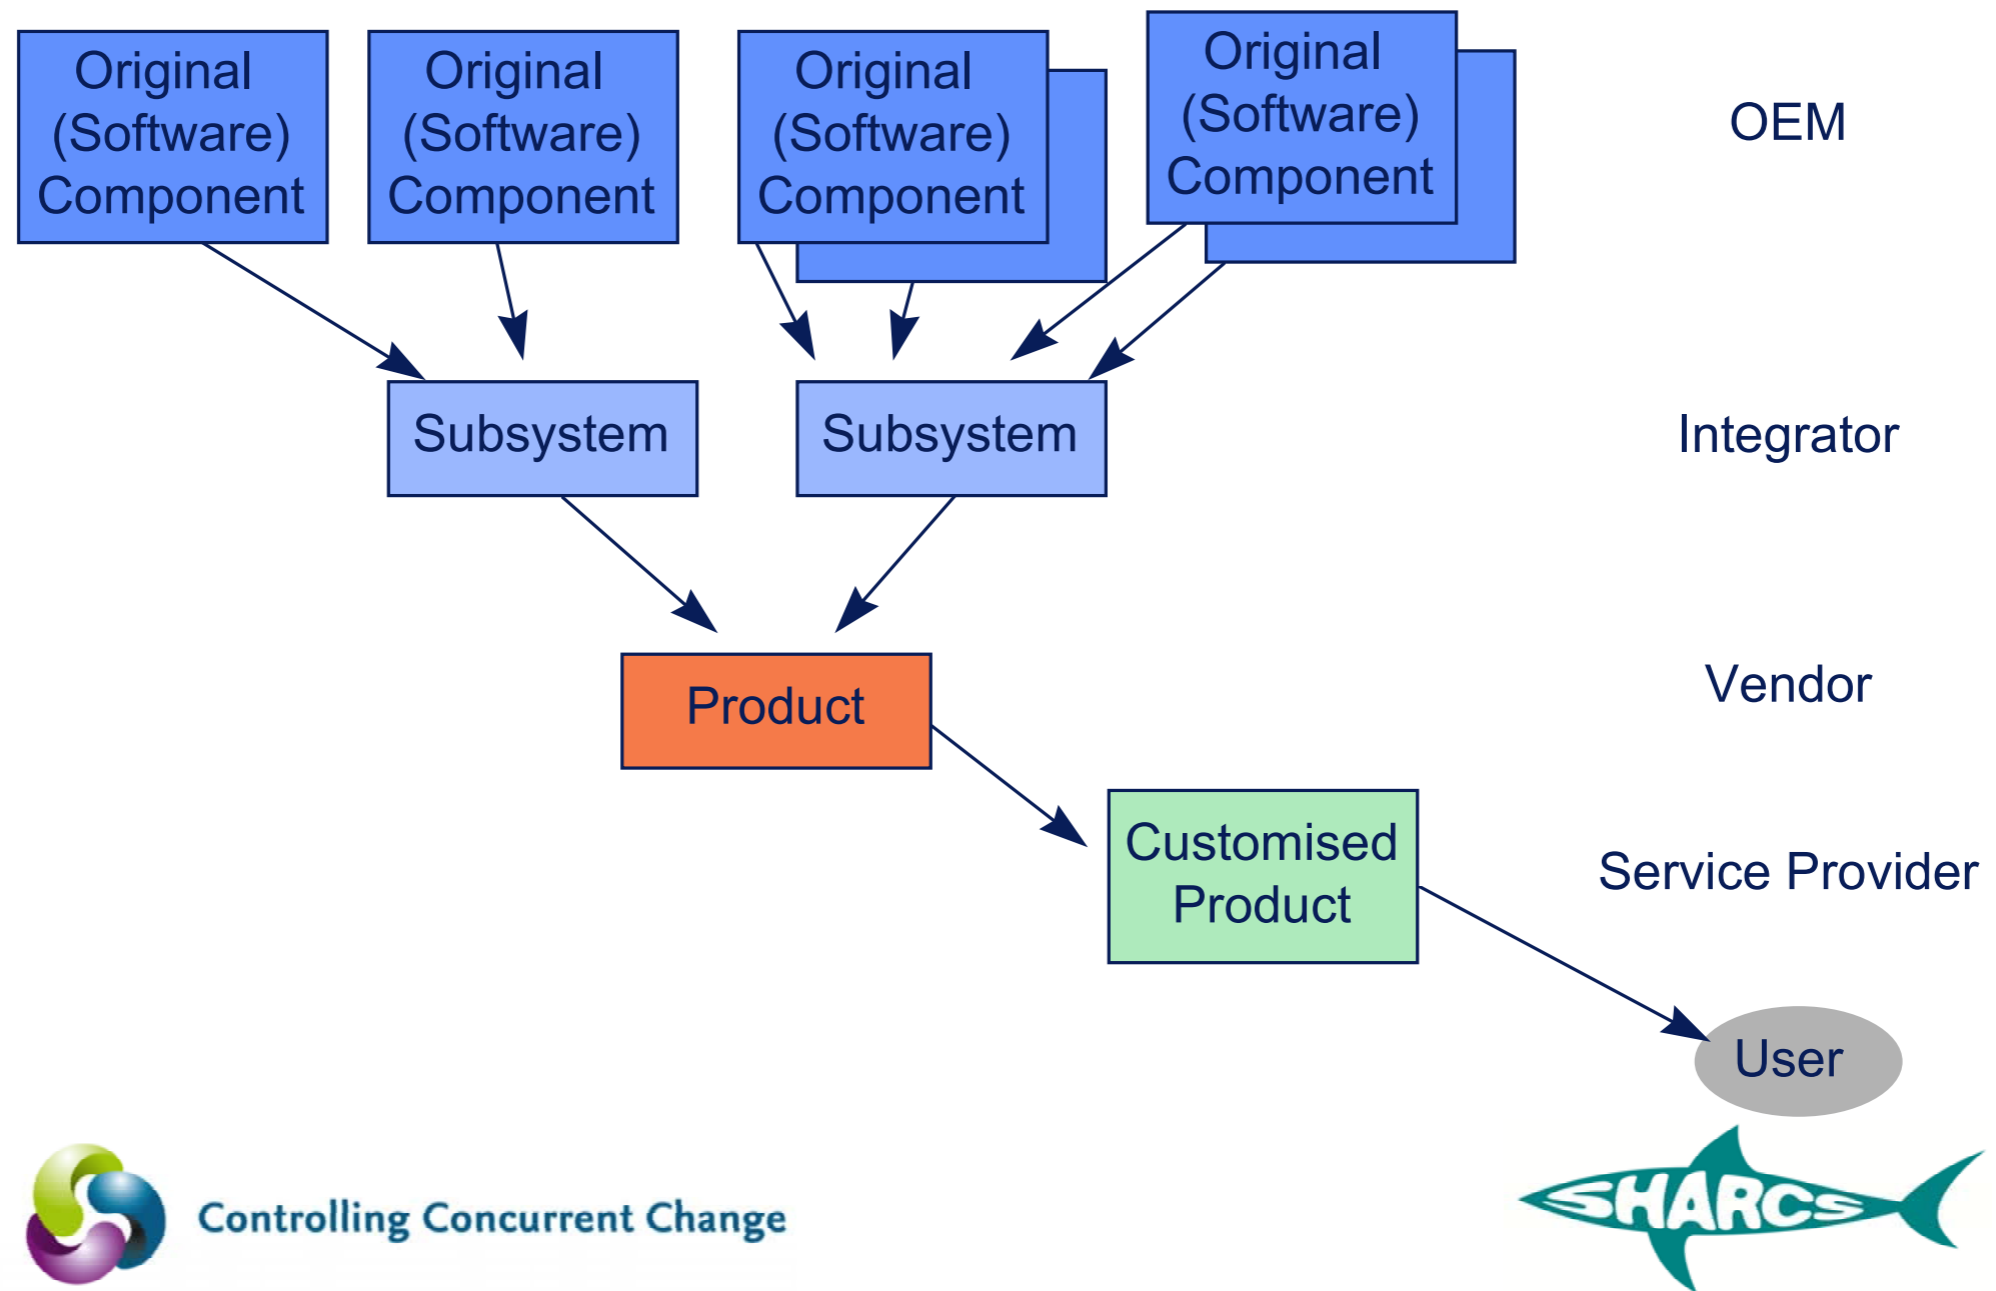 Original
(Software)
Component
Original
(Software)
Component
Original
(Software)
Component
Original
(Software)
Component
OEM
Subsystem
Subsystem
Integrator
Product
Vendor
Customised
Product
Service Provider
User
Controlling Concurrent Change
SHARCS